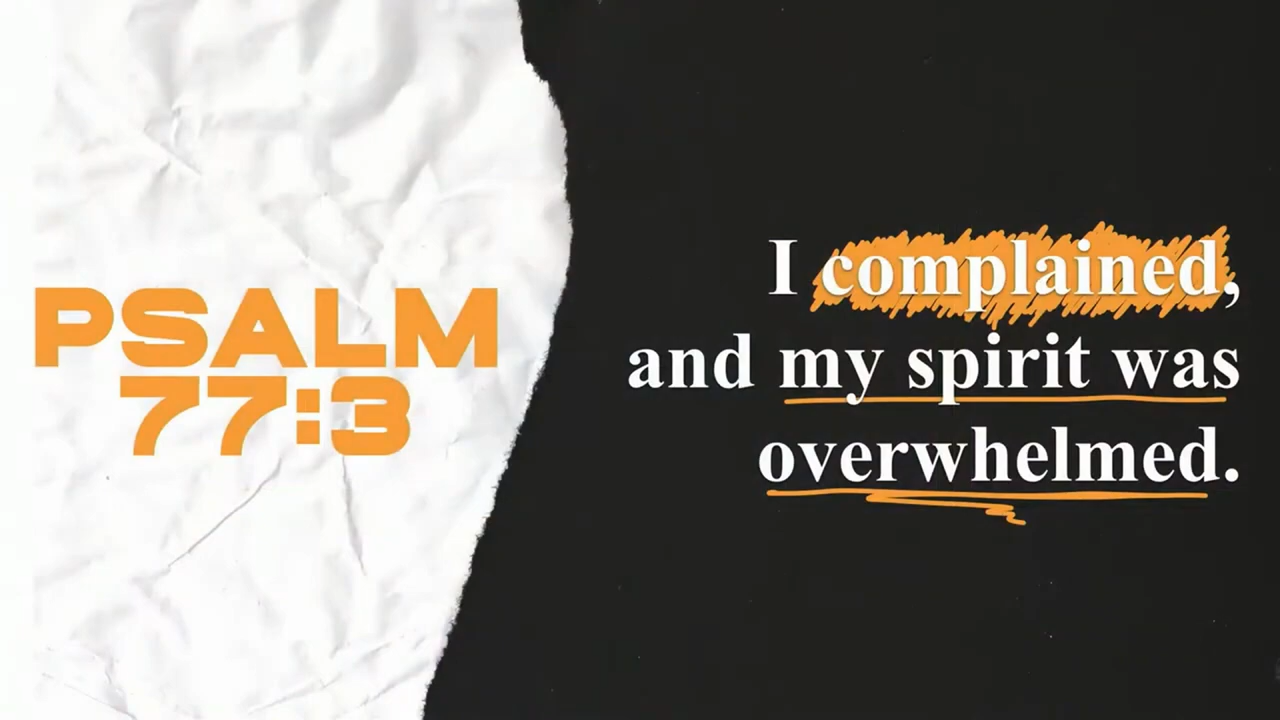 PSALM
77:3
I complained,
and my spirit was
overwhelmed.